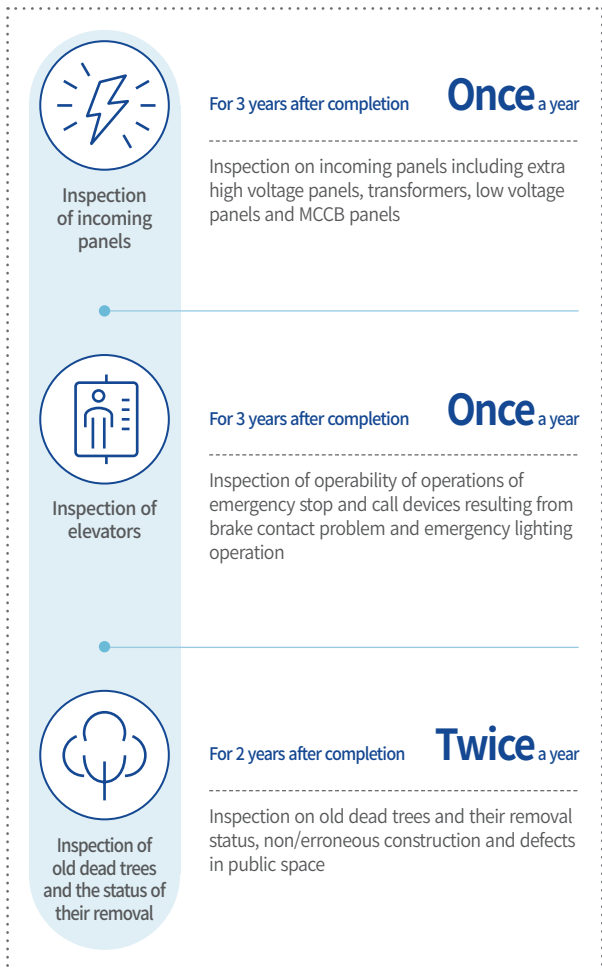 Inspection
of incoming
panels
For 3 years after completion Once a year
Inspection on incoming panels including extra
high voltage panels, transformers, low voltage
panels and MCCB panels
Inspection of
elevators
For 3 years after completion Once a year
Inspection of operability of operations of
emergency stop and call devices resulting from
brake contact problem and emergency lighting
operation
Inspection of
old dead trees
and the status of
their removal
For 2 years after completion Twice a year
Inspection on old dead trees and their removal
status, non/erroneous construction and defects
in public space